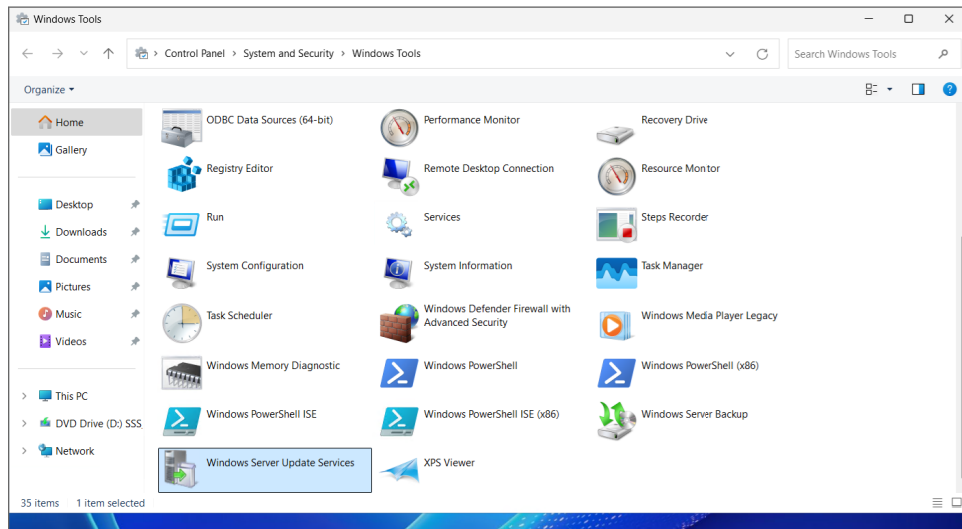 Windows Tools
Control Panel > System and Security > Windows Tools
Search Windows Tools
Organize
Home
Gallery
Desktop
Downloads
Documents
Pictures
Music
Videos
This PC
DVD Drive (D:) SSS
Network
ODBC Data Sources (64-bit)
Performance Monitor
Recovery Drive
Registry Editor
Remote Desktop Connection
Resource Monitor
Run
Services
Steps Recorder
System Configuration
System Information
Task Manager
Task Scheduler
Windows Defender Firewall with
Advanced Security
Windows Media Player Legacy
Windows Memory Diagnostic
Windows PowerShell
Windows PowerShell (x86)
Windows PowerShell ISE
Windows PowerShell ISE (x86)
Windows Server Backup
Windows Server Update Services
XPS Viewer
35 items 1 item selected